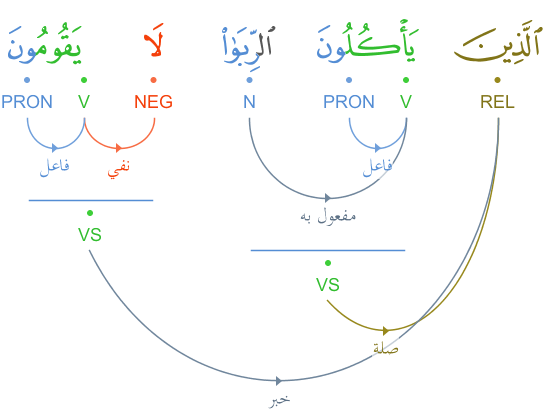 ٱلَّذِينَ يَأْكُلُونَ ٱلرِّبَوٰا۟ لَا يَقُومُونَ
REL V PRON N NEG V PRON
فاعل نفي فاعل
مفعول به
VS
VS
صلة
خبر